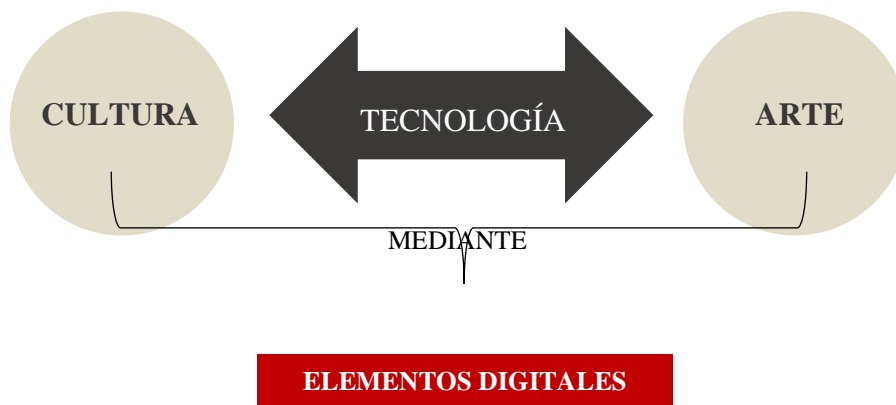 CULTURA
TECNOLOGÍA
ARTE
MEDIANTE
ELEMENTOS DIGITALES